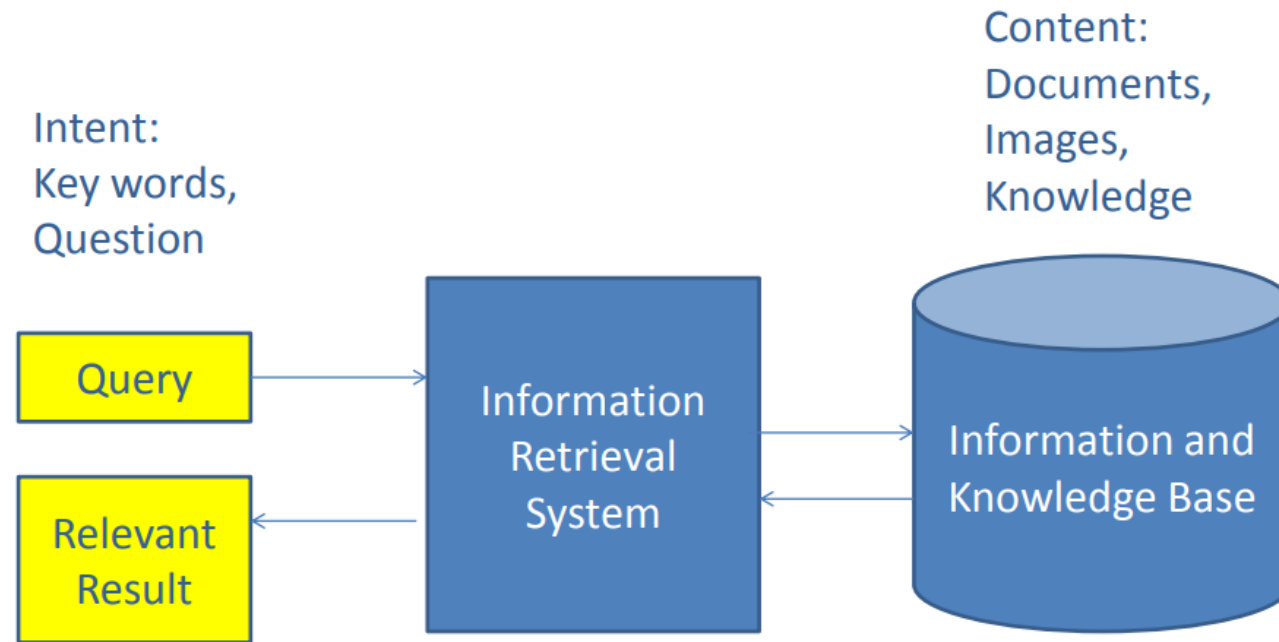 Content:
Documents,
Images,
Knowledge
Intent:
Key words,
Question
Query
Information
Retrieval
System
Information and
Knowledge Base
Relevant
Result